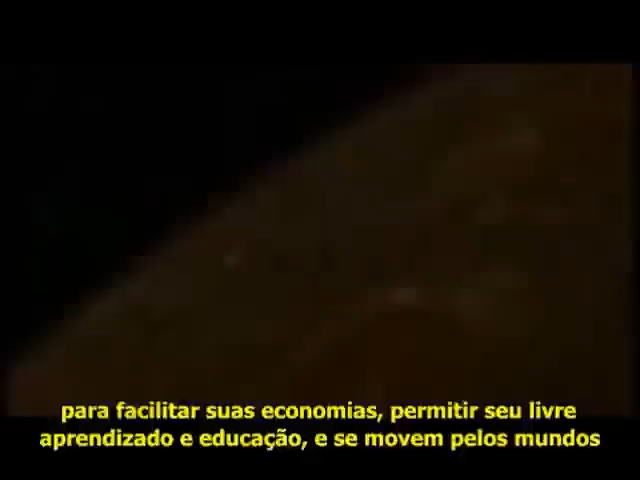 para facilitar suas economias, permitir seu livre
aprendizado e educação, e se movem pelos mundos